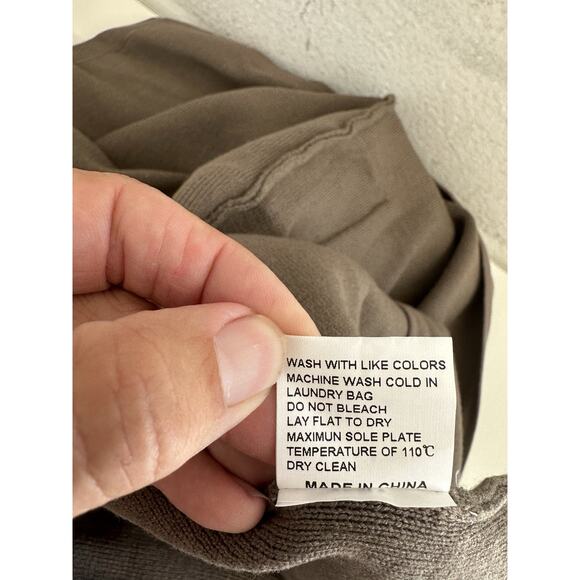 WASH WITH LIKE COLORS
MACHINE WASH COLD IN
LAUNDRY BAG
DO NOT BLEACH
LAY FLAT TO DRY
MAXIMUN SOLE PLATE
TEMPERATURE OF 110℃
DRY CLEAN
MADE IN CHINA